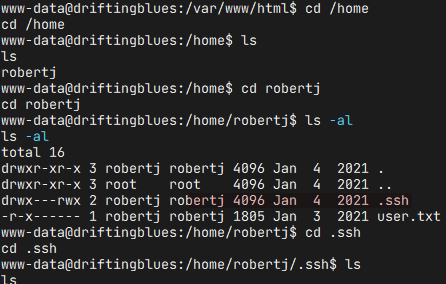 www-data@driftingblues:/var/www/html$ cd /home
cd /home
www-data@driftingblues:/home$ ls
ls
robertj
www-data@driftingblues:/home$ cd robertj
cd robertj
www-data@driftingblues:/home/robertj$ ls -al
ls -al
total 16
drwxr-xr-x 3 robertj robertj 4096 Jan  4  2021 .
drwxr-xr-x 3 root    root    4096 Jan  4  2021 ..
drwx---rwx 2 robertj robertj 4096 Jan  4  2021 .ssh
-r-x------ 1 robertj robertj 1805 Jan  3  2021 user.txt
www-data@driftingblues:/home/robertj$ cd .ssh
cd .ssh
www-data@driftingblues:/home/robertj/.ssh$ ls
ls